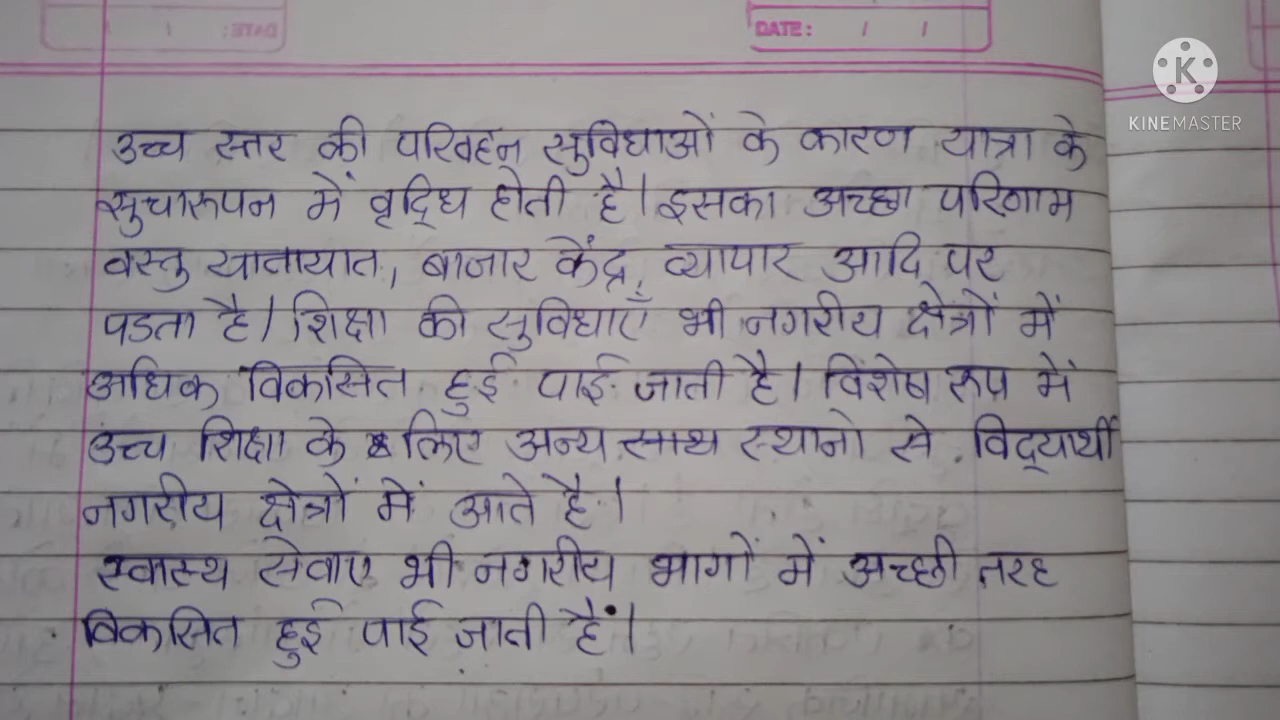 DATE: / /
K
KINEMASTER
उच्च स्तर की परिवहन सुविधाओं के कारण यात्रा के
सुचारूपन में वृद्धि होती है। इसका अच्छा परिणाम
वस्तु यातायात, बाजार केंद्र, व्यापार आदि पर
पडता है। शिक्षा की सुविधाएँ भी नगरीय क्षेत्रों में
अधिक विकसित हुई पाई जाती है। विशेष रूप में
उच्च शिक्षा के लिए अन्य साथ स्थानो से विद्यार्थी
नगरीय क्षेत्रों में आते है।
स्वास्थ्य सेवाए भी नगरीय भागों में अच्छी तरह
विकसित हुई पाई जाती हैं।